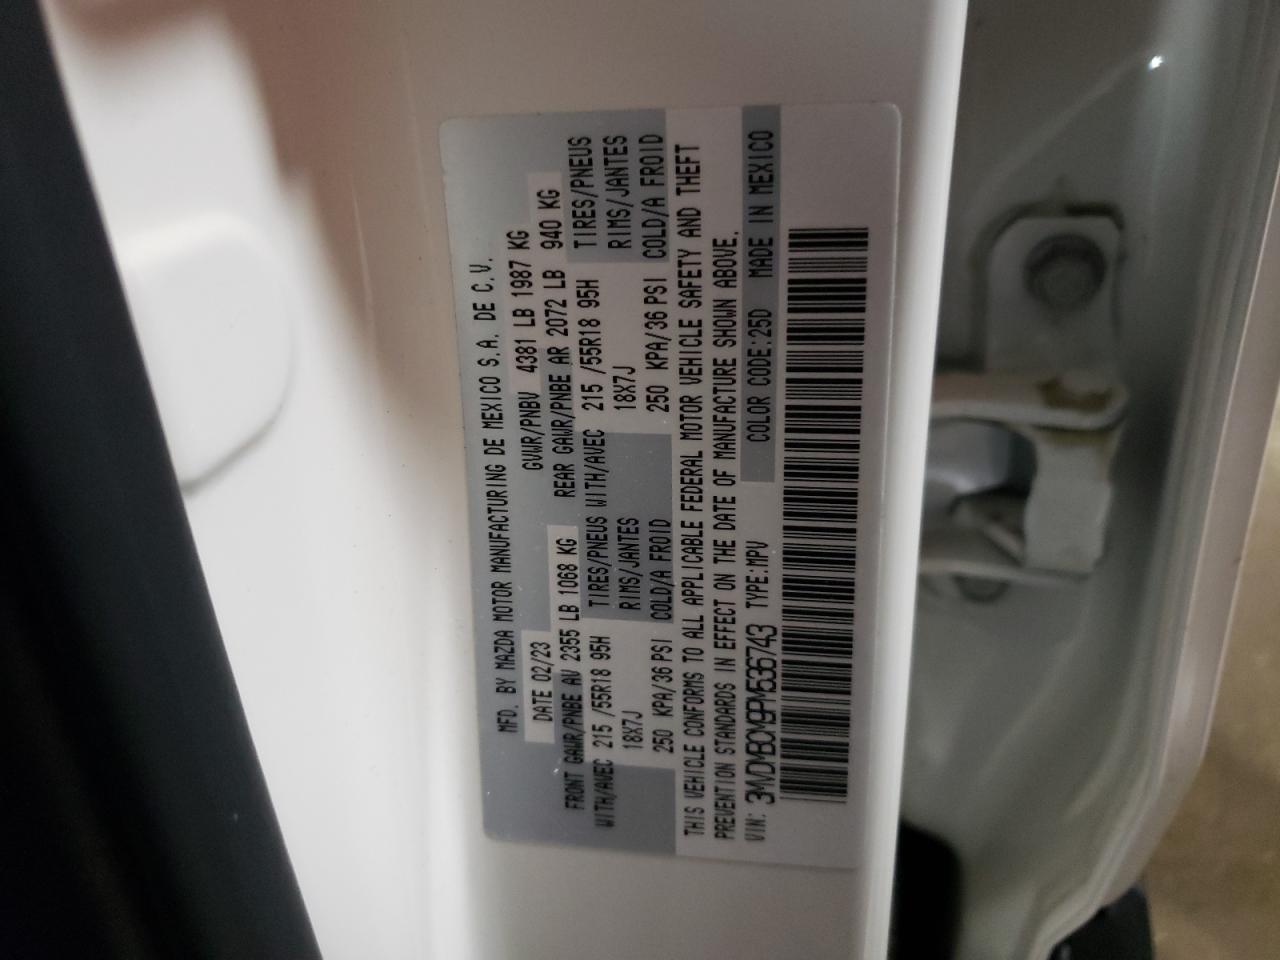 MFD. BY MAZDA MOTOR MANUFACTURING DE MEXICO S.A. DE C.V.
DATE 02/23 GVWR/PNBV 4381 LB 1987 KG
FRONT GAWR/PNBE AV 2355 LB 1068 KG REAR GAWR/PNBE AR 2072 LB 940 KG
WITH/AVEC 215 /55R18 95H TIRES/PNEUS WITH/AVEC 215 /55R18 95H TIRES/PNEUS
18X7J RIMS/JANTES 18X7J RIMS/JANTES
250 KPA/36 PSI COLD/A FROID 250 KPA/36 PSI COLD/A FROID
THIS VEHICLE CONFORMS TO ALL APPLICABLE FEDERAL MOTOR VEHICLE SAFETY AND THEFT
PREVENTION STANDARDS IN EFFECT ON THE DATE OF MANUFACTURE SHOWN ABOVE.
VIN: 3MVDMBCM9PM536743 TYPE:MPV COLOR CODE:25D MADE IN MEXICO